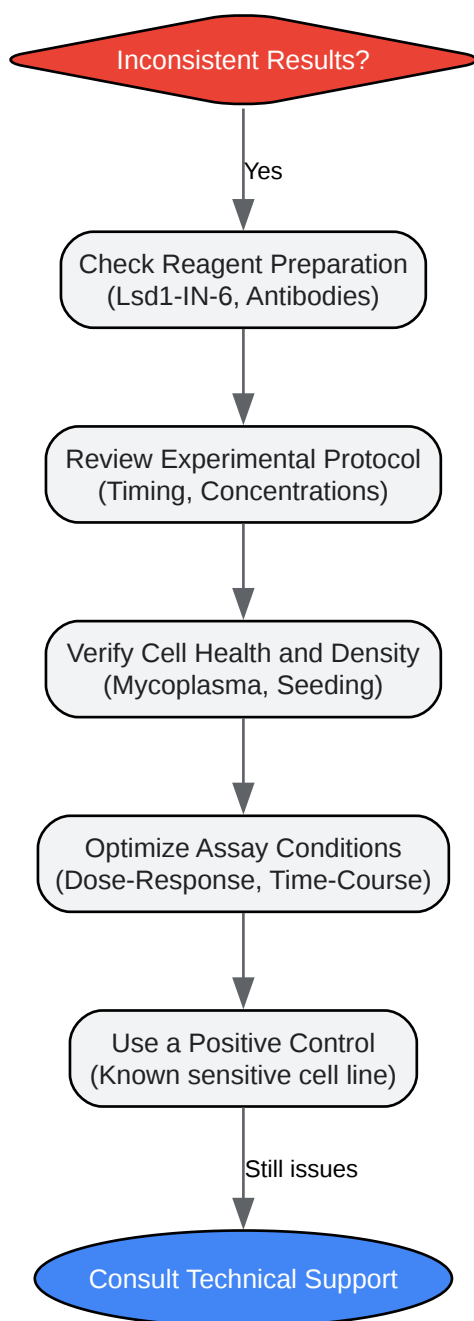 Inconsistent Results?
Yes
Check Reagent Preparation
(Lsd1-IN-6, Antibodies)
Review Experimental Protocol
(Timing, Concentrations)
Verify Cell Health and Density
(Mycoplasma, Seeding)
Optimize Assay Conditions
(Dose-Response, Time-Course)
Use a Positive Control
(Known sensitive cell line)
Still issues
Consult Technical Support